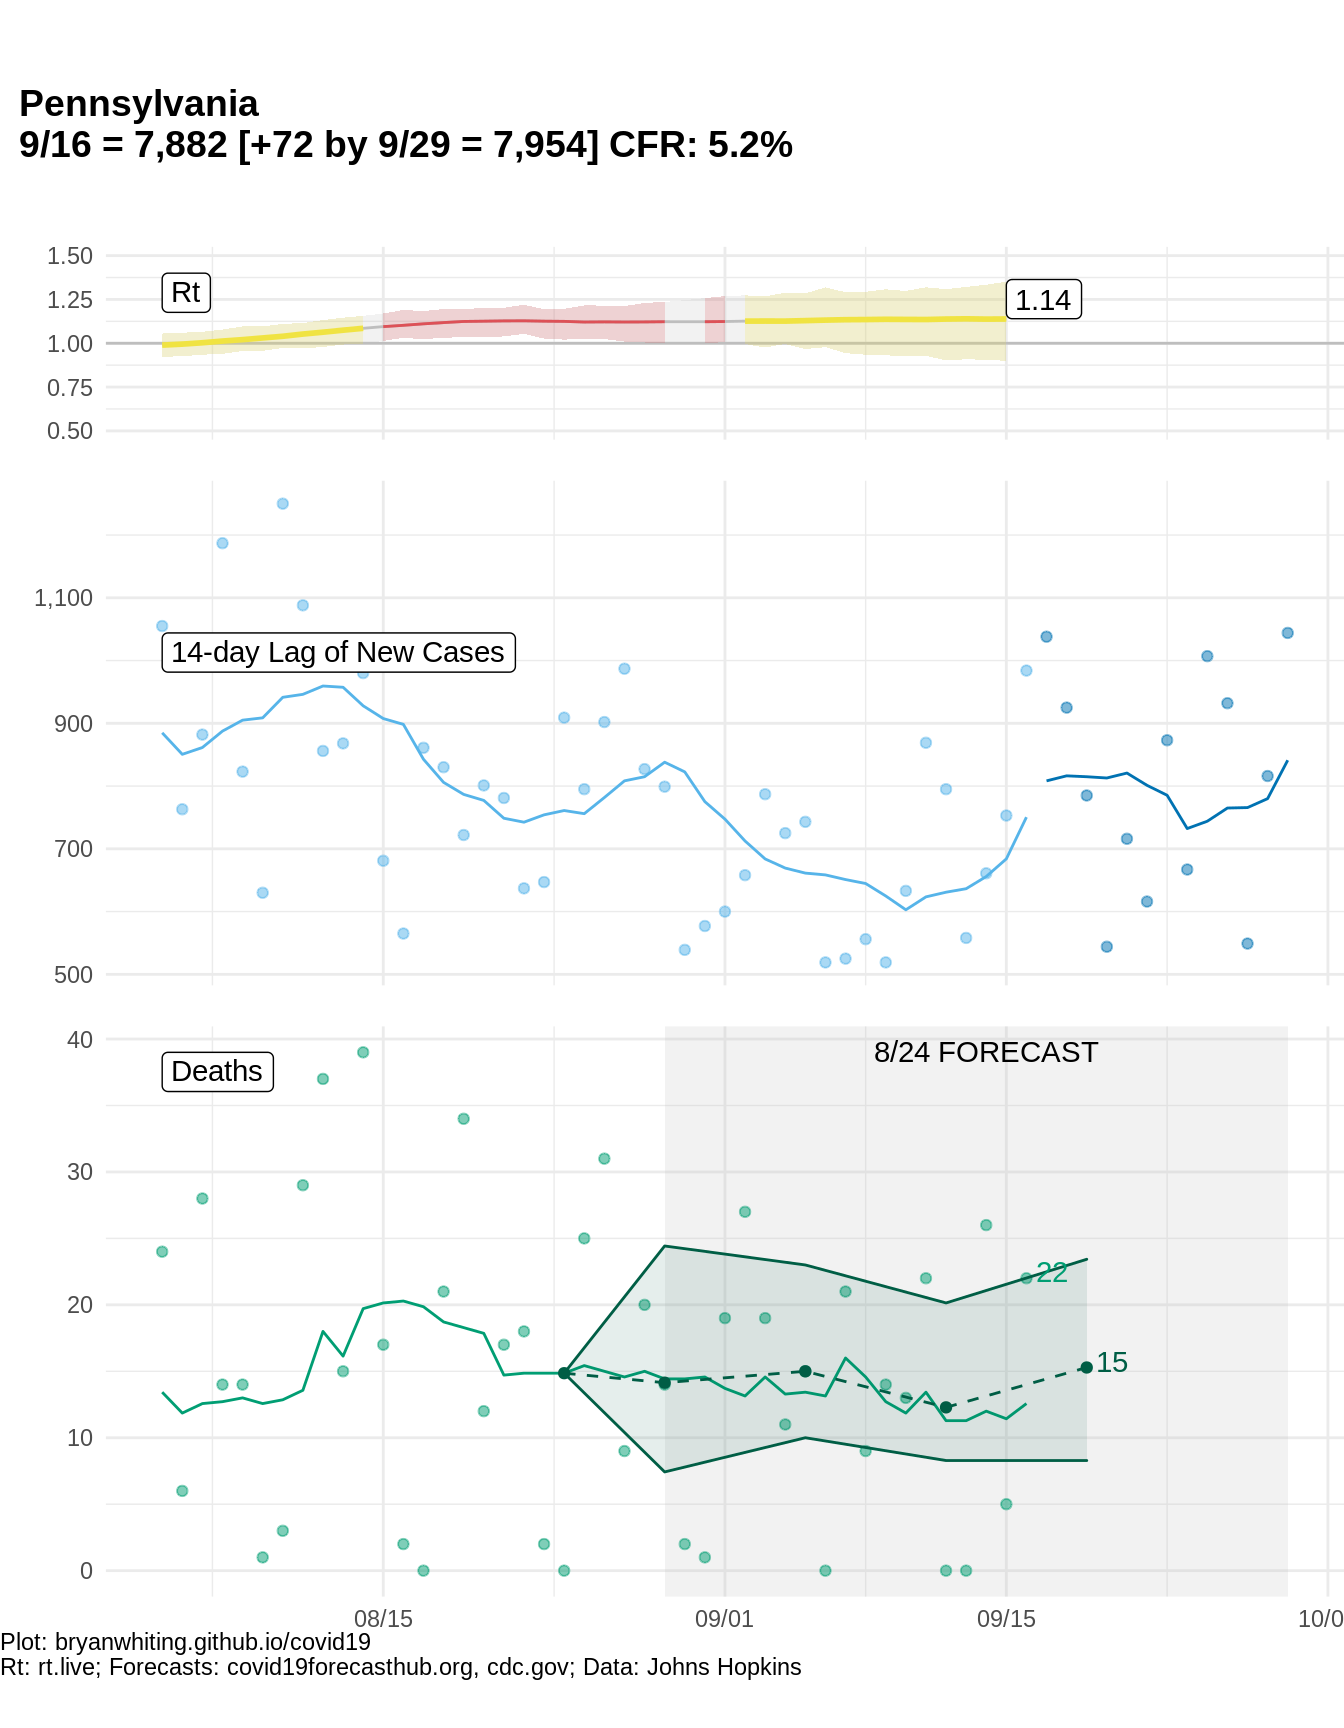 Pennsylvania
9/16 = 7,882 [+72 by 9/29 = 7,954] CFR: 5.2%
1.50
1.25
1.00
0.75
0.50
Rt
1.14
1,100
900
700
500
14-day Lag of New Cases
40
30
20
10
0
Deaths
8/24 FORECAST
22
15
08/15
09/01
09/15
10/0
Plot: bryanwhiting.github.io/covid19
Rt: rt.live; Forecasts: covid19forecasthub.org, cdc.gov; Data: Johns Hopkins